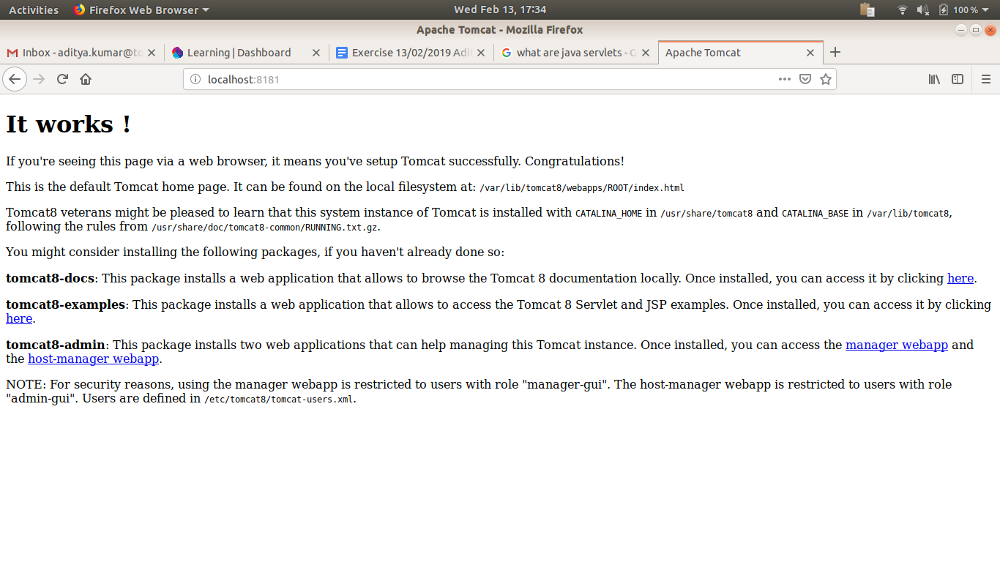 Activities Firefox Web Browser Wed Feb 13, 17:34 100 %
Apache Tomcat - Mozilla Firefox
Inbox - aditya.kumar@to Learning | Dashboard Exercise 13/02/2019 Adi what are java servlets - G Apache Tomcat
localhost:8181
It works !
If you're seeing this page via a web browser, it means you've setup Tomcat successfully. Congratulations!
This is the default Tomcat home page. It can be found on the local filesystem at: /var/lib/tomcat8/webapps/ROOT/index.html
Tomcat8 veterans might be pleased to learn that this system instance of Tomcat is installed with CATALINA_HOME in /usr/share/tomcat8 and CATALINA_BASE in /var/lib/tomcat8,
following the rules from /usr/share/doc/tomcat8-common/RUNNING.txt.gz.
You might consider installing the following packages, if you haven't already done so:
tomcat8-docs: This package installs a web application that allows to browse the Tomcat 8 documentation locally. Once installed, you can access it by clicking here.
tomcat8-examples: This package installs a web application that allows to access the Tomcat 8 Servlet and JSP examples. Once installed, you can access it by clicking
here.
tomcat8-admin: This package installs two web applications that can help managing this Tomcat instance. Once installed, you can access the manager webapp and
the host-manager webapp.
NOTE: For security reasons, using the manager webapp is restricted to users with role "manager-gui". The host-manager webapp is restricted to users with role
"admin-gui". Users are defined in /etc/tomcat8/tomcat-users.xml.